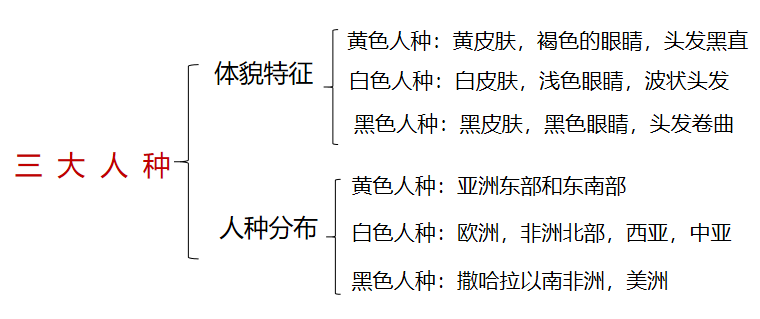 三大人种
体貌特征
黄色人种：黄皮肤，褐色的眼睛，头发黑直
白色人种：白皮肤，浅色眼睛，波状头发
黑色人种：黑皮肤，黑色眼睛，头发卷曲
人种分布
黄色人种：亚洲东部和东南部
白色人种：欧洲，非洲北部，西亚，中亚
黑色人种：撒哈拉以南非洲，美洲